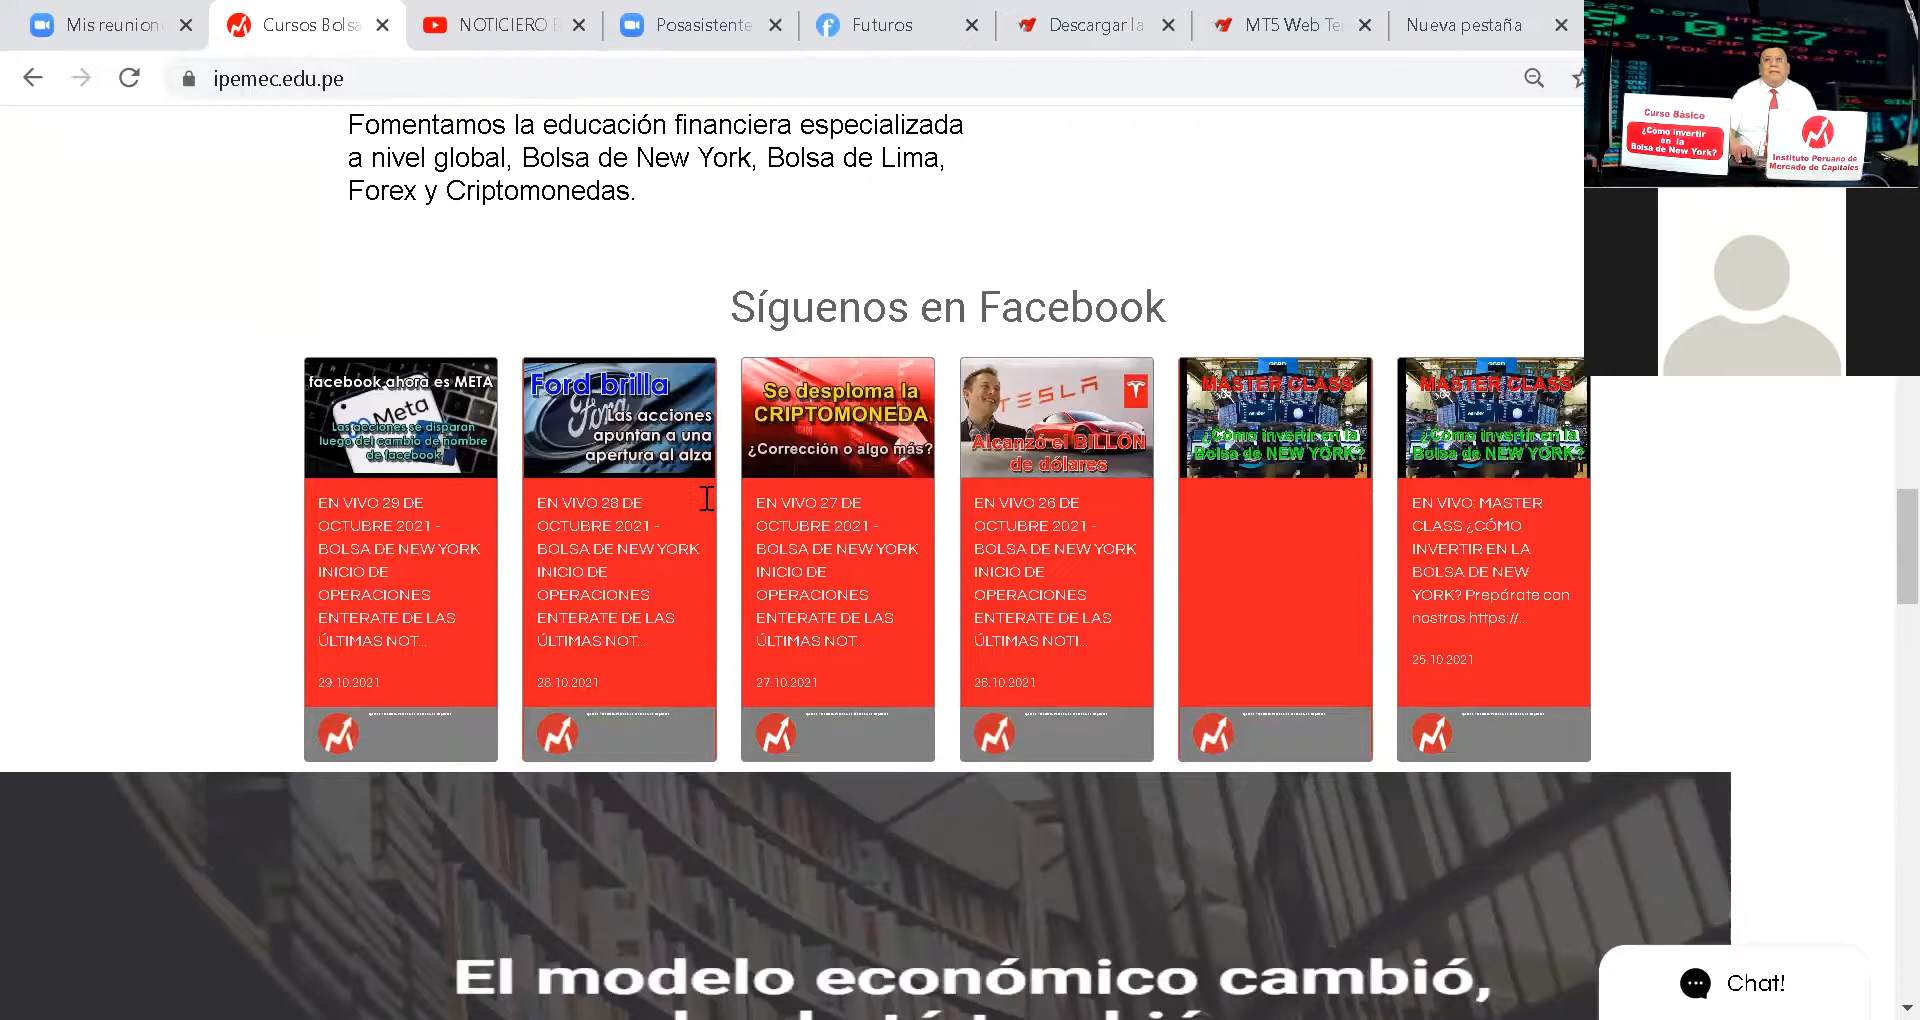 Mis reunion
Cursos Bolsa
NOTICIERO
Posasistente
Futuros
Descargar la
MT5 Web Te
Nueva pestaña
ipemec.edu.pe
0.27
Curso Básico
¿Cómo invertir
en la
Bolsa de New York?
Instituto Peruano de
Mercado de Capitales
Fomentamos la educación financiera especializada
a nivel global, Bolsa de New York, Bolsa de Lima,
Forex y Criptomonedas.
Síguenos en Facebook
facebook ahora es META
Meta
Las acciones se disparan
luego del cambio de nombre
de facebook
EN VIVO 29 DE
OCTUBRE 2021 -
BOLSA DE NEW YORK
INICIO DE
OPERACIONES
ENTERATE DE LAS
ÚLTIMAS NOT...
29.10.2021
Ford brilla
Ford
Las acciones
apuntan a una
apertura al alza
EN VIVO 28 DE
OCTUBRE 2021 -
BOLSA DE NEW YORK
INICIO DE
OPERACIONES
ENTERATE DE LAS
ÚLTIMAS NOT...
28.10.2021
Se desploma la
CRIPTOMONEDA
¿Corrección o algo más?
EN VIVO 27 DE
OCTUBRE 2021 -
BOLSA DE NEW YORK
INICIO DE
OPERACIONES
ENTERATE DE LAS
ÚLTIMAS NOT...
27.10.2021
TESLA
Alcanzó el BILLÓN
de dólares
EN VIVO 26 DE
OCTUBRE 2021 -
BOLSA DE NEW YORK
INICIO DE
OPERACIONES
ENTERATE DE LAS
ÚLTIMAS NOTI...
26.10.2021
MASTER CLASS
¿Cómo invertir en la
Bolsa de NEW YORK?
MASTER CLASS
¿Cómo invertir en la
Bolsa de NEW YORK?
EN VIVO: MASTER
CLASS ¿CÓMO
INVERTIR EN LA
BOLSA DE NEW
YORK? Prepárate con
nostros https://...
25.10.2021
El modelo económico cambió,
Chat!